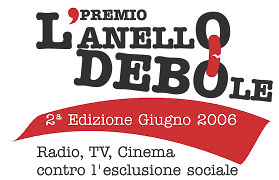 PREMIO
L'ANELLO
DEBOLE
2ª Edizione Giugno 2006
Radio, TV, Cinema
contro l'esclusione sociale